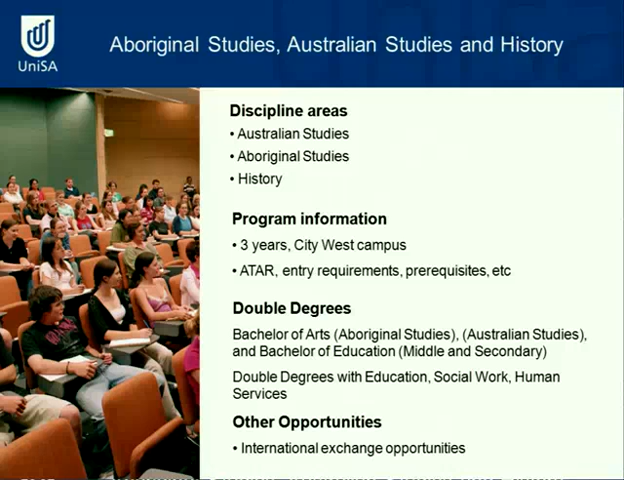 Aboriginal Studies, Australian Studies and History
UniSA
Discipline areas
• Australian Studies
• Aboriginal Studies
• History
Program information
• 3 years, City West campus
• ATAR, entry requirements, prerequisites, etc
Double Degrees
Bachelor of Arts (Aboriginal Studies), (Australian Studies),
and Bachelor of Education (Middle and Secondary)
Double Degrees with Education, Social Work, Human
Services
Other Opportunities
• International exchange opportunities